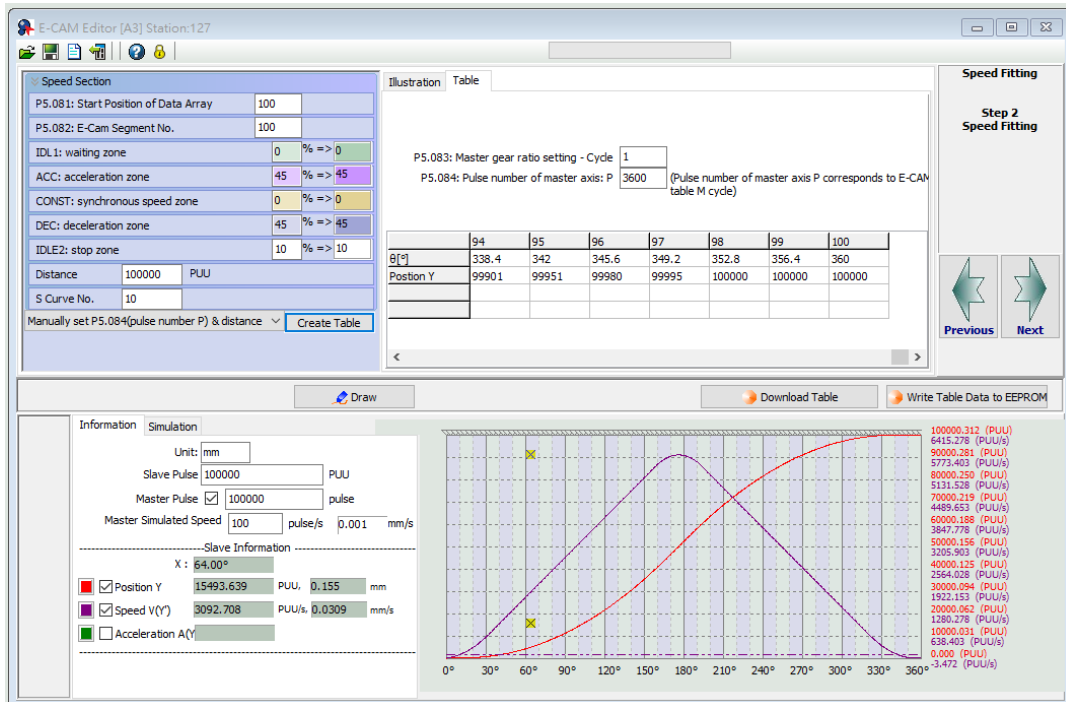 E-CAM Editor [A3] Station:127
Speed Section
P5.081: Start Position of Data Array 100
P5.082: E-Cam Segment No. 100
IDL1: waiting zone 0 % => 0
ACC: acceleration zone 45 % => 45
CONST: synchronous speed zone 0 % => 0
DEC: deceleration zone 45 % => 45
IDLE2: stop zone 10 % => 10
Distance 100000 PUU
S Curve No. 10
Manually set P5.084(pulse number P) & distance Create Table
Illustration Table
P5.083: Master gear ratio setting - Cycle 1
P5.084: Pulse number of master axis: P 3600 (Pulse number of master axis P corresponds to E-CAM
table M cycle)
94 95 96 97 98 99 100
θ[°] 338.4 342 345.6 349.2 352.8 356.4 360
Postion Y 99901 99951 99980 99995 100000 100000 100000
Speed Fitting
Step 2
Speed Fitting
Previous Next
Draw Download Table Write Table Data to EEPROM
Information Simulation
Unit: mm
Slave Pulse 100000 PUU
Master Pulse 100000 pulse
Master Simulated Speed 100 pulse/s 0.001 mm/s
Slave Information
X : 64.00°
Position Y 15493.639 PUU, 0.155 mm
Speed V(Y') 3092.708 PUU/s, 0.0309 mm/s
Acceleration A(Y
100000.312 (PUU)
6415.278 (PUU/s)
90000.281 (PUU)
5773.403 (PUU/s)
80000.250 (PUU)
5131.528 (PUU/s)
70000.219 (PUU)
4489.653 (PUU/s)
60000.188 (PUU)
3847.778 (PUU/s)
50000.156 (PUU)
3205.903 (PUU/s)
40000.125 (PUU)
2564.028 (PUU/s)
30000.094 (PUU)
1922.153 (PUU/s)
20000.062 (PUU)
1280.278 (PUU/s)
10000.031 (PUU)
638.403 (PUU/s)
0.000 (PUU)
-3.472 (PUU/s)
0° 30° 60° 90° 120° 150° 180° 210° 240° 270° 300° 330° 360°